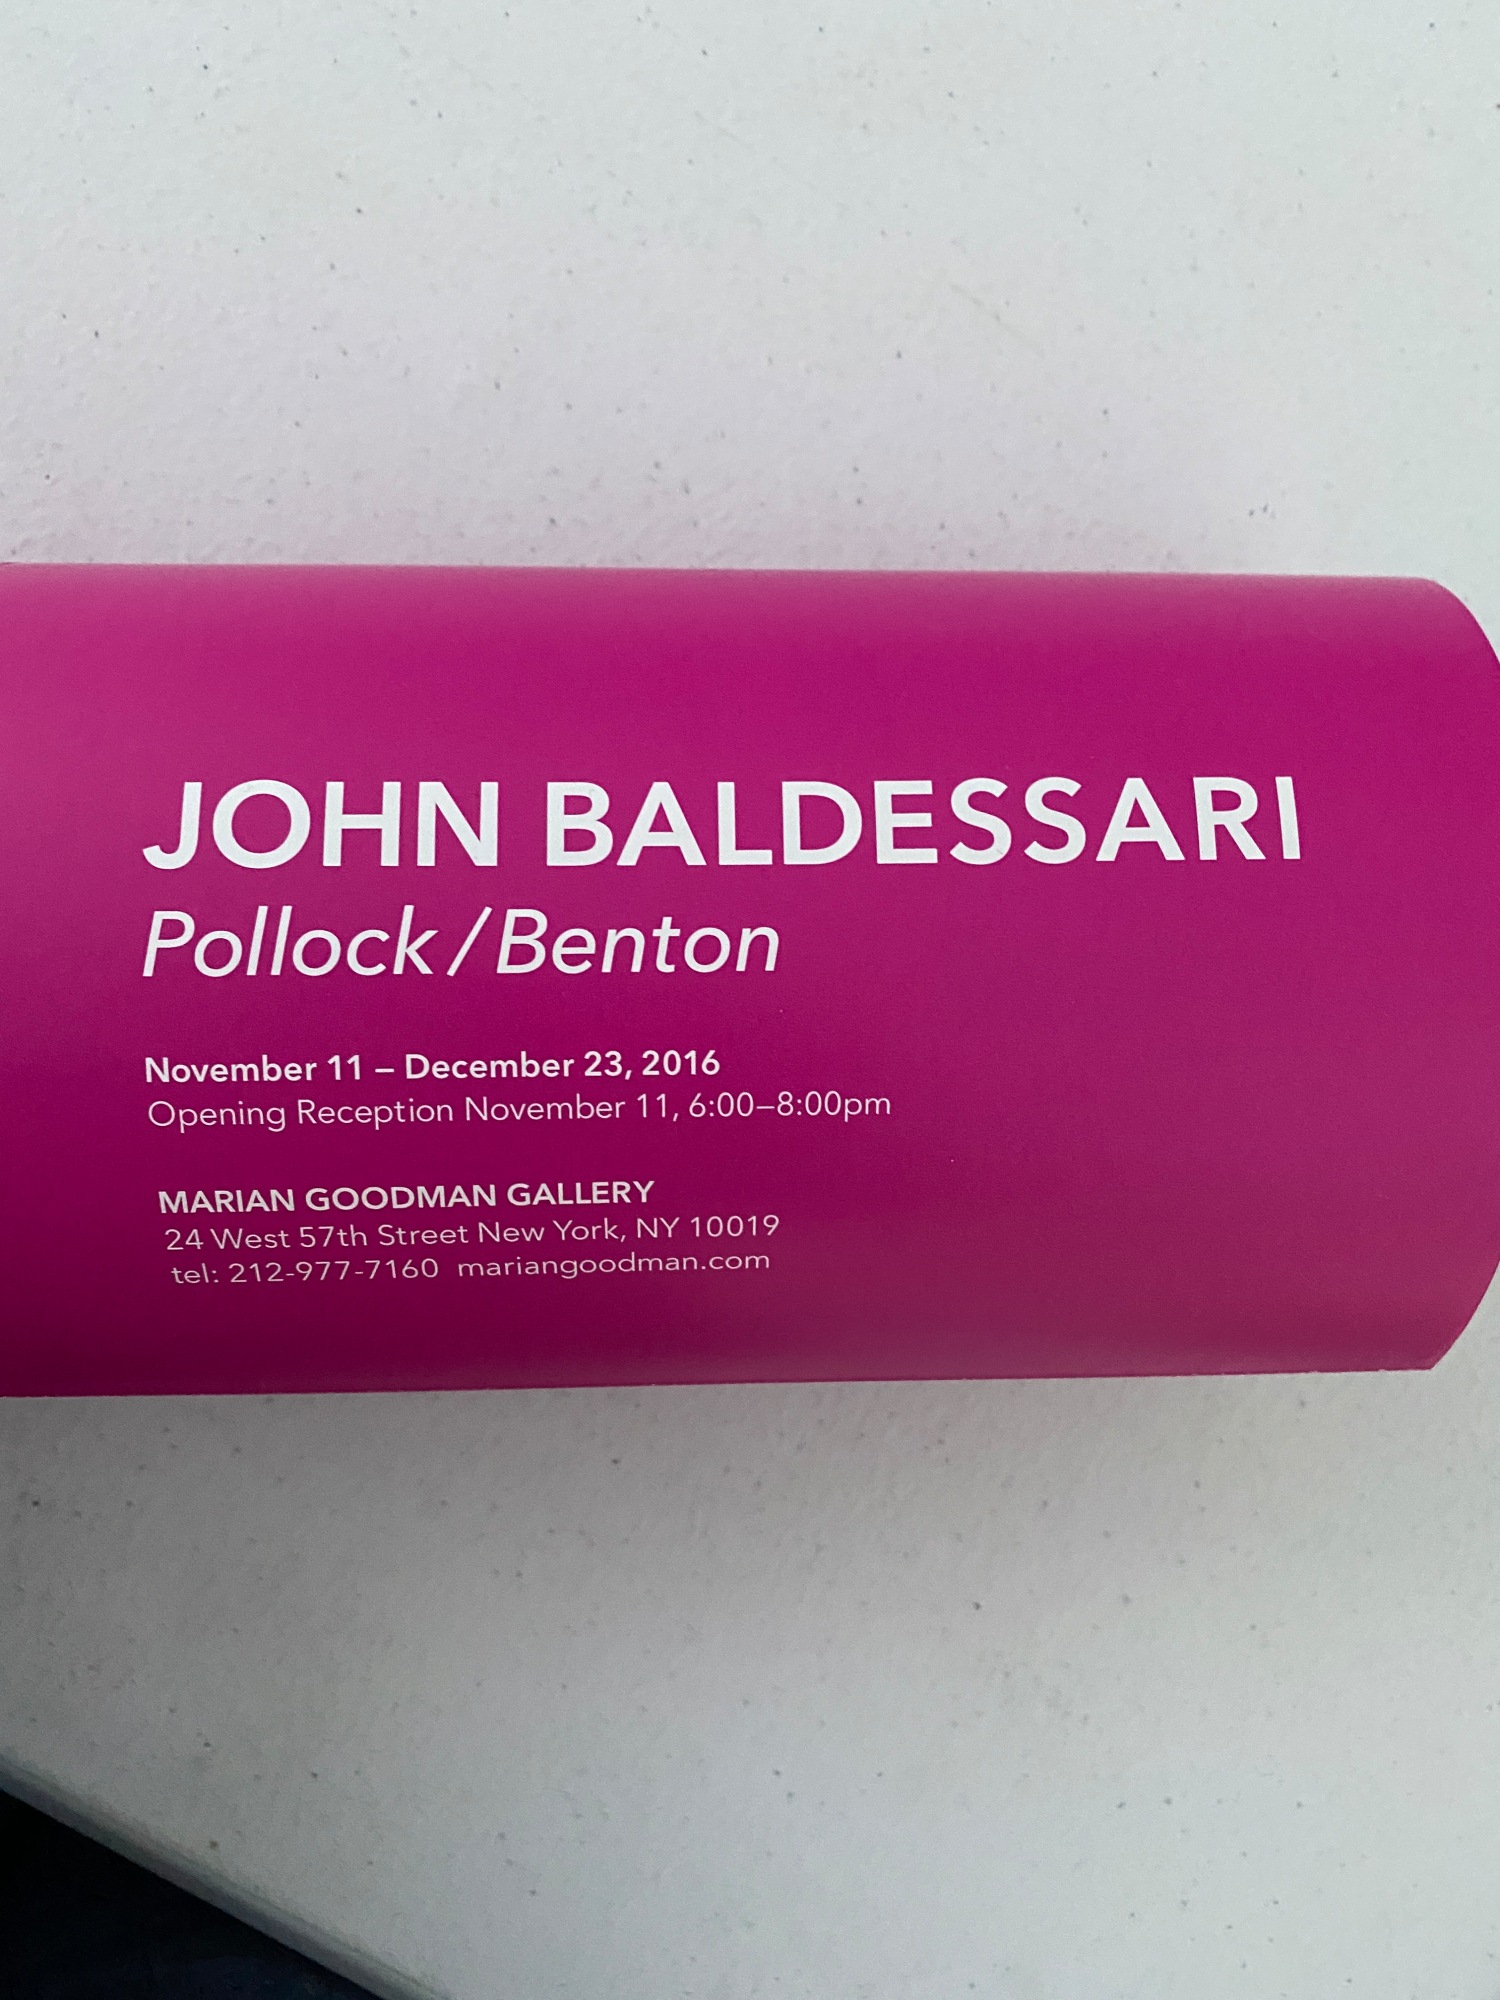 JOHN BALDESSARI
Pollock/Benton
November 11 – December 23, 2016
Opening Reception November 11, 6:00–8:00pm
MARIAN GOODMAN GALLERY
24 West 57th Street New York, NY 10019
tel: 212-977-7160 mariangoodman.com